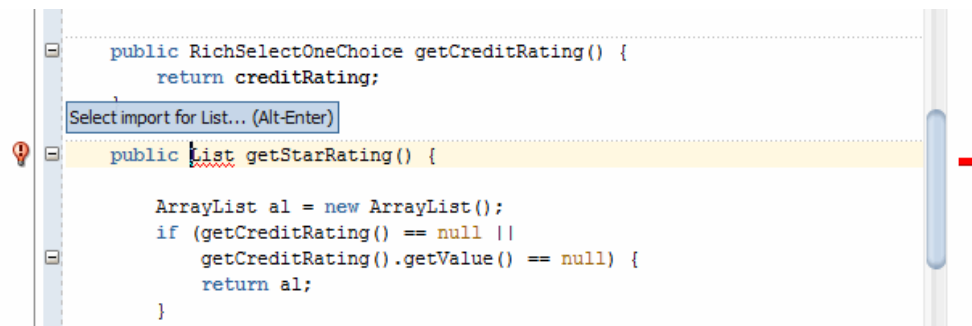 public RichSelectOneChoice getCreditRating() {
return creditRating;
}
Select import for List... (Alt-Enter)
public List getStarRating() {
ArrayList al = new ArrayList();
if (getCreditRating() == null ||
getCreditRating().getValue() == null) {
return al;
}